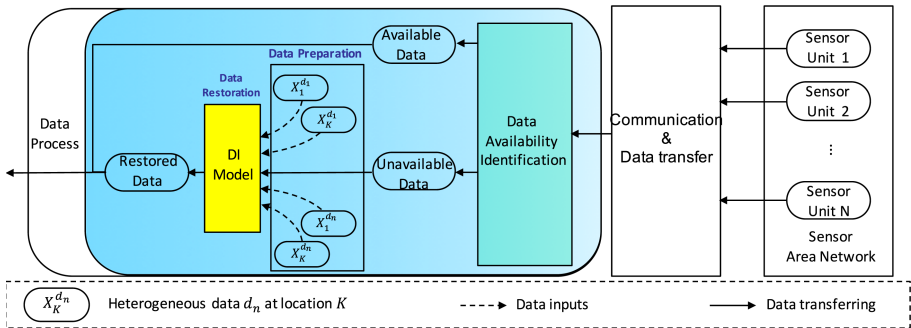 Data
Process
Restored
Data
Data
Restoration
DI
Model
Data Preparation
$X_1^{d_1}$
$X_K^{d_1}$
$X_1^{d_n}$
$X_K^{d_n}$
Available
Data
Unavailable
Data
Data
Availability
Identification
Communication
&
Data transfer
Sensor
Unit 1
Sensor
Unit 2
⋮
Sensor
Unit N
Sensor
Area Network
$X_K^{d_n}$ Heterogeneous data $d_n$ at location $K$ Data inputs Data transferring